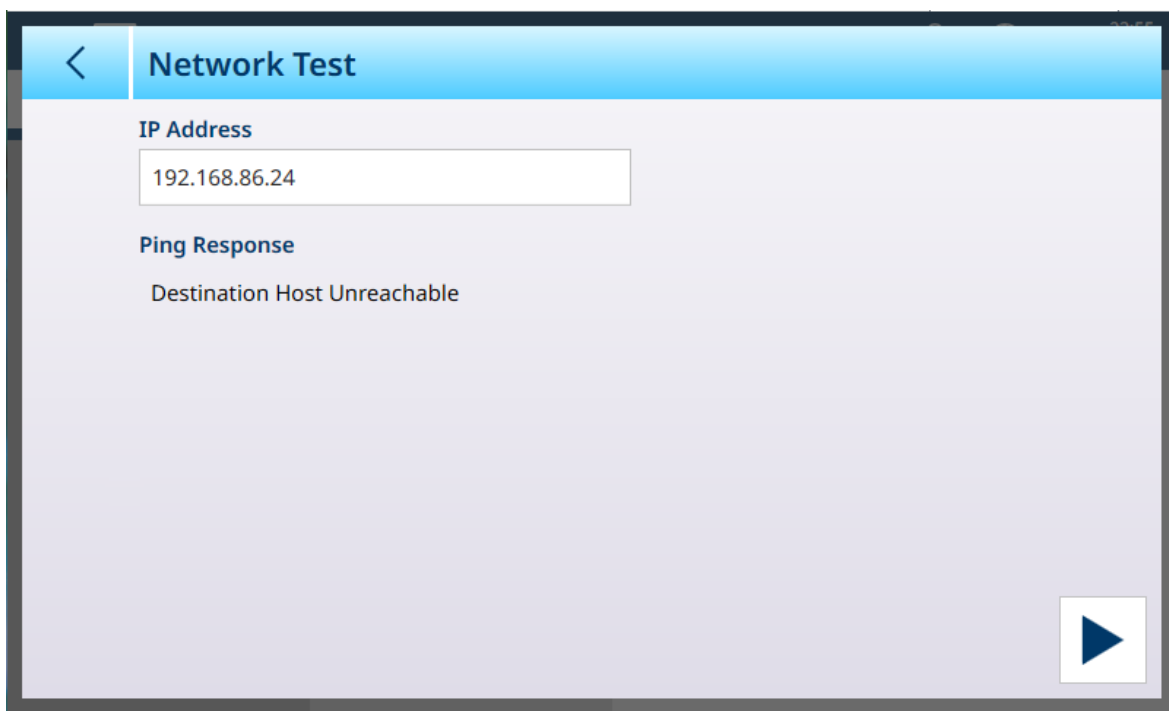 Network Test
IP Address
192.168.86.24
Ping Response
Destination Host Unreachable